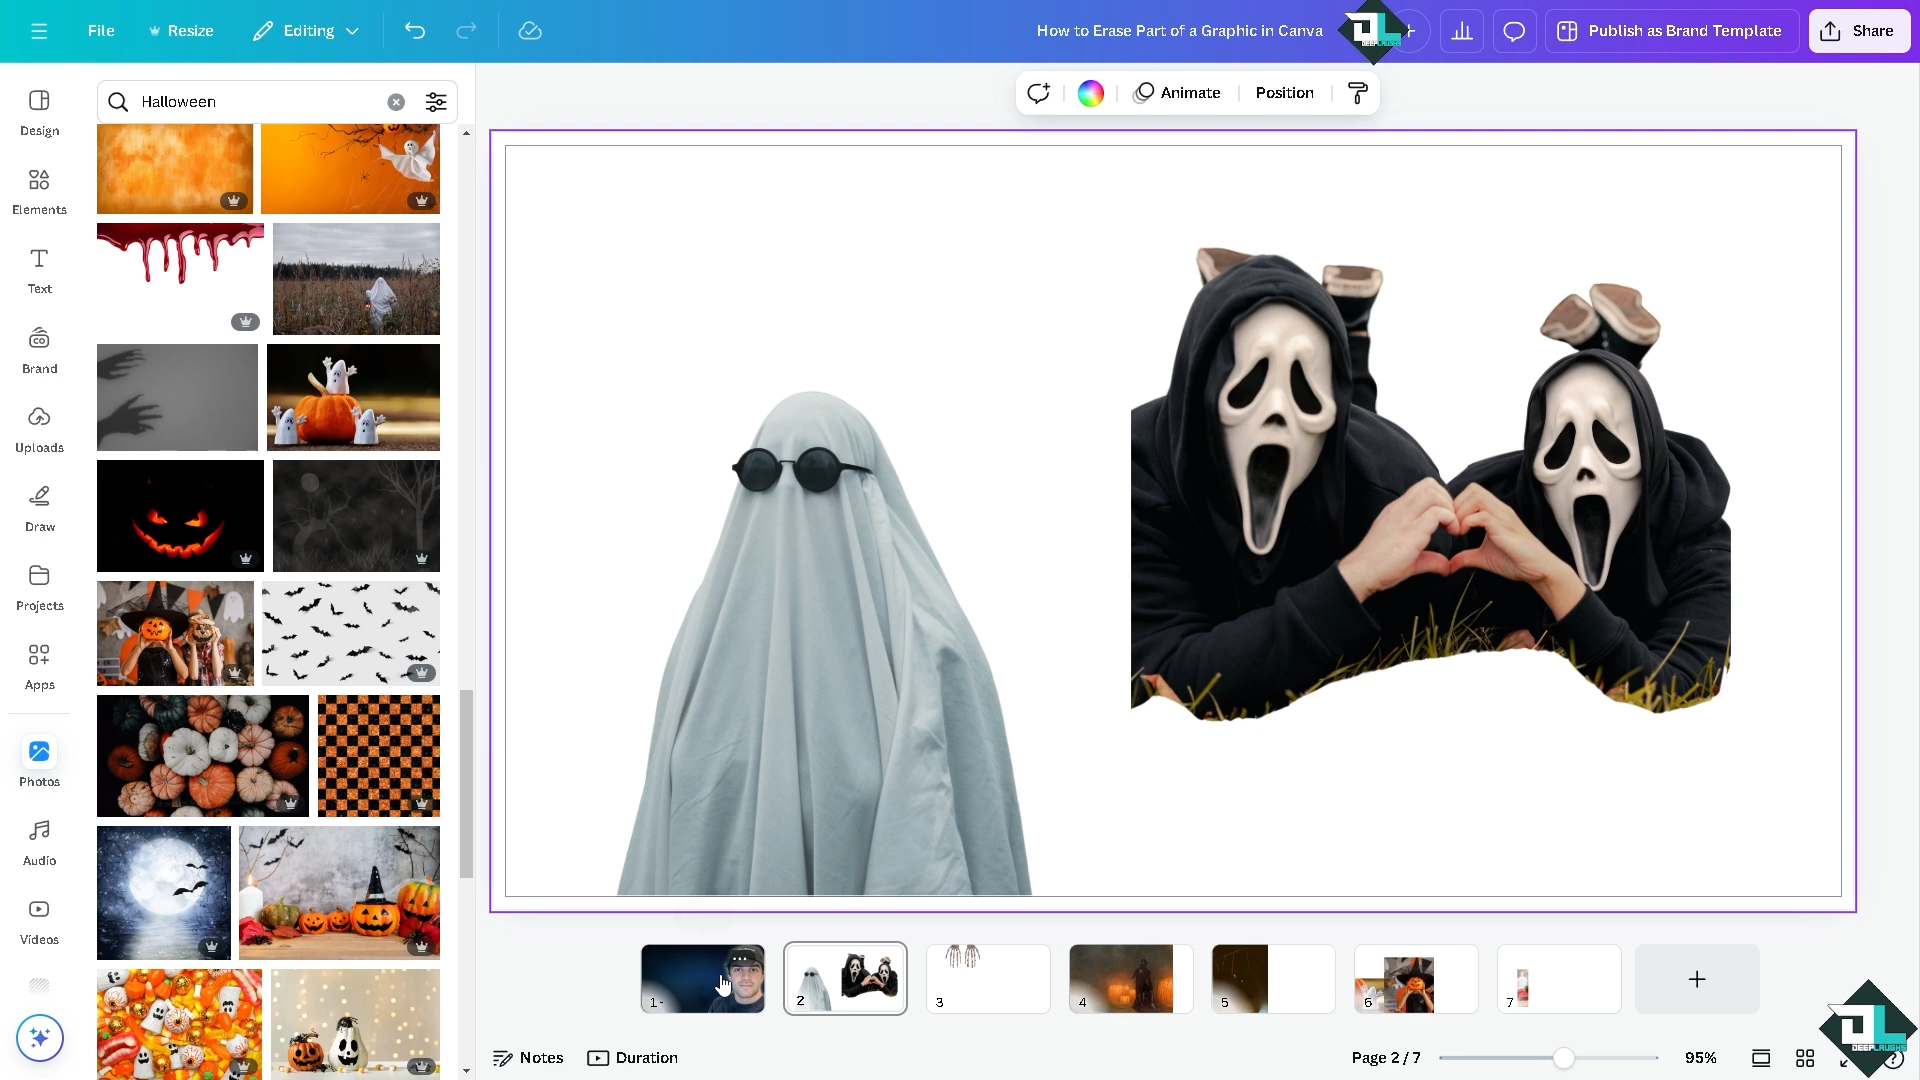 File
Resize
Editing
How to Erase Part of a Graphic in Canva
Publish as Brand Template
Share
Halloween
Animate
Position
Design
Elements
Text
Brand
Uploads
Draw
Projects
Apps
Photos
Audio
Videos
1-
2
3
4
5
6
7
Notes
Duration
Page 2 / 7
95%
DEEPLAUGHS